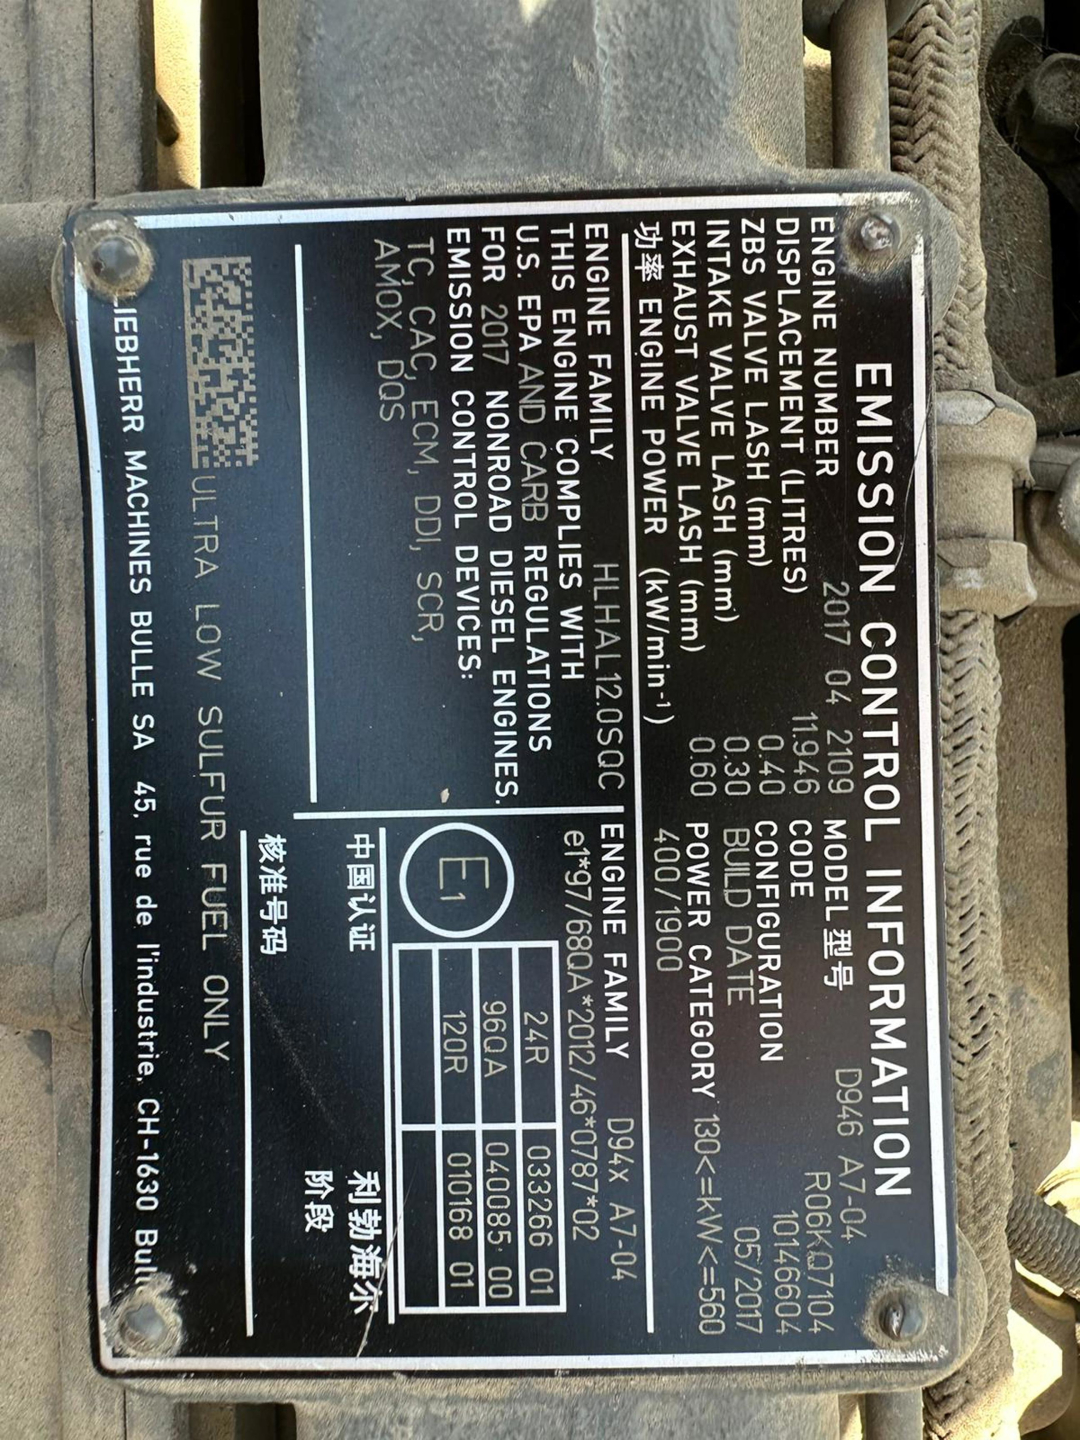 EMISSION CONTROL INFORMATION
ENGINE NUMBER 2017 04 2109 MODEL 型号 D946 A7-04
DISPLACEMENT (LITRES) 11.946 CODE R06KQ7104
ZBS VALVE LASH (mm) 0.40 CONFIGURATION 10146604
INTAKE VALVE LASH (mm) 0.30 BUILD DATE 05/2017
EXHAUST VALVE LASH (mm) 0.60 POWER CATEGORY 130<=kW<=560
功率 ENGINE POWER (kW/min⁻¹) 400/1900
ENGINE FAMILY HLHAL12.0SQC
THIS ENGINE COMPLIES WITH
U.S. EPA AND CARB REGULATIONS
FOR 2017 NONROAD DIESEL ENGINES.
EMISSION CONTROL DEVICES:
TC, CAC, ECM, DDI, SCR,
AMOX, DQS
ENGINE FAMILY D94x A7-04
e1*97/68QA*2012/46*0787*02
E1
24R 033266 01
96QA 040085 00
120R 010168 01
中国认证 利勃海尔
阶段
核准号码
ULTRA LOW SULFUR FUEL ONLY
IEBHERR MACHINES BULLE SA 45, rue de l'industrie, CH-1630 Bull